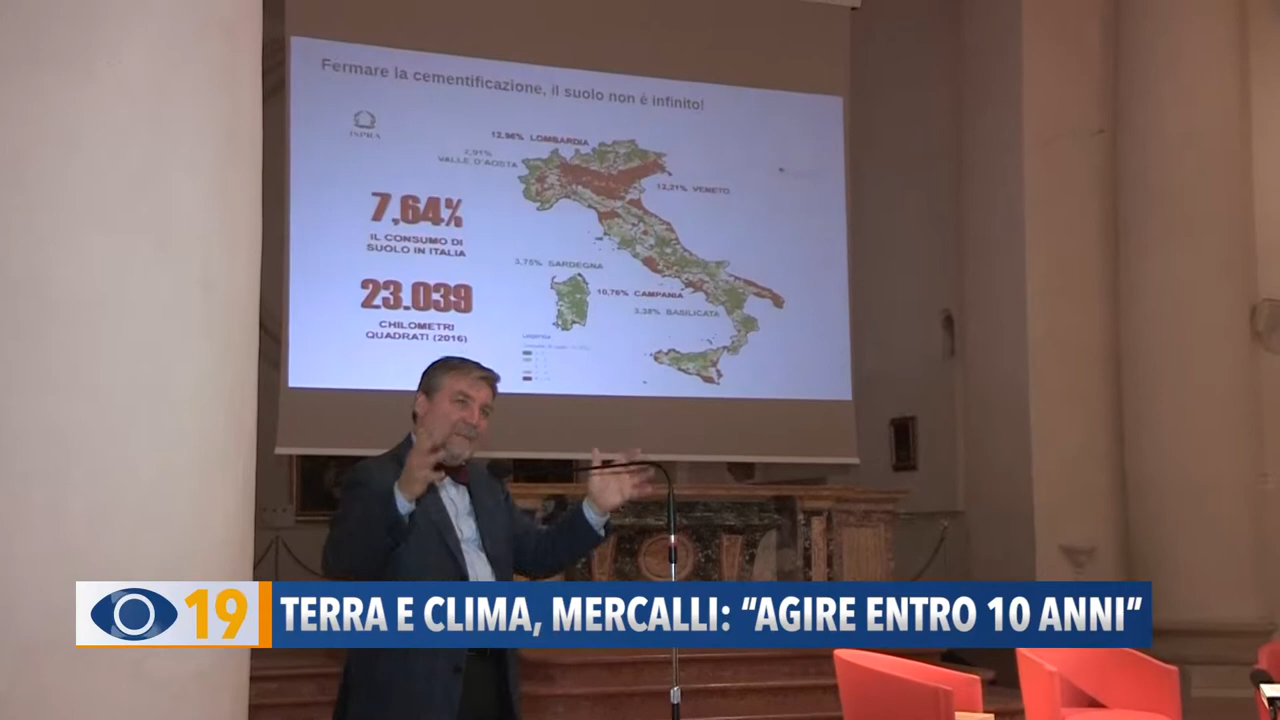 Fermare la cementificazione, il suolo non è infinito!
ISPRA
12,96% LOMBARDIA
2,91%
VALLE D'AOSTA
12,21% VENETO
7,64%
IL CONSUMO DI
SUOLO IN ITALIA
3,75% SARDEGNA
10,76% CAMPANIA
3,38% BASILICATA
23.039
CHILOMETRI
QUADRATI (2016)
19
TERRA E CLIMA, MERCALLI: “AGIRE ENTRO 10 ANNI”